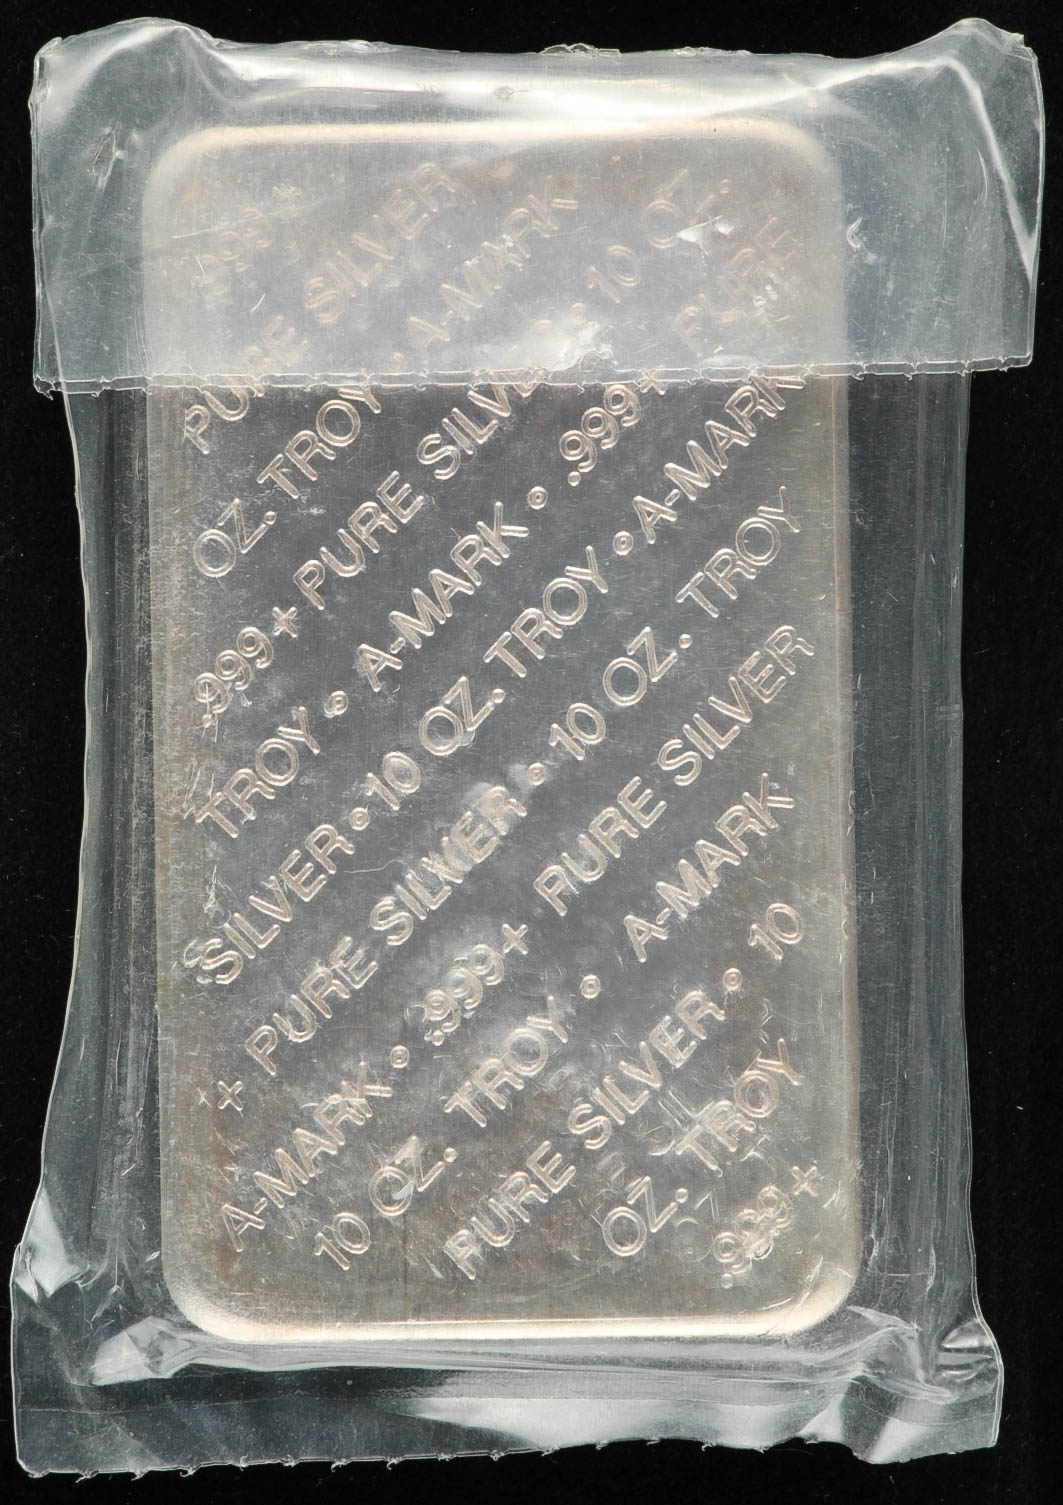 .999+
PURE SILVER
OZ. TROY • A-MARK
.999+ PURE SILVER • 10 OZ.
TROY • A-MARK • .999+ PURE
SILVER • 10 OZ. TROY • A-MARK
+ PURE SILVER • 10 OZ. TROY
A-MARK • .999+ PURE SILVER
10 OZ. TROY • A-MARK
PURE SILVER • 10
OZ. TROY
.999+